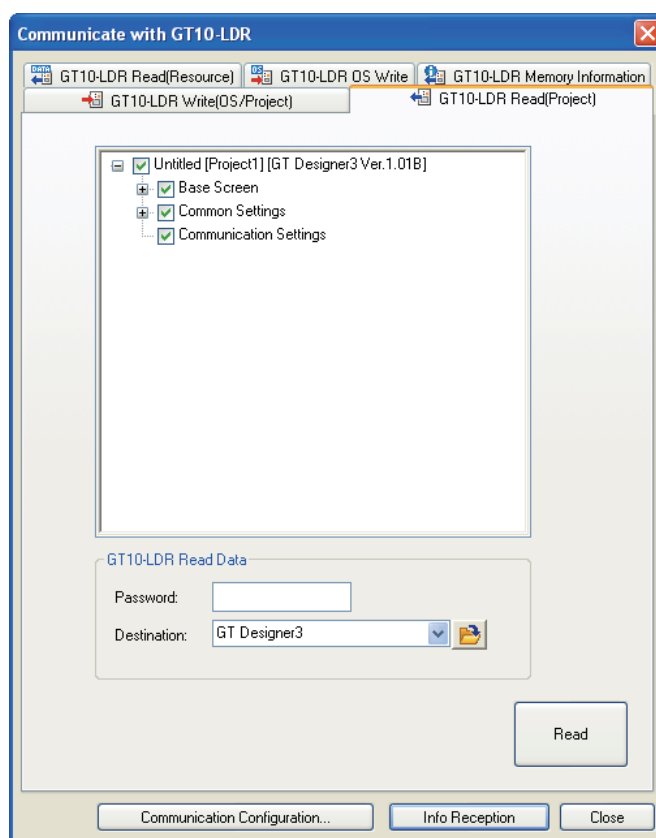 Communicate with GT10-LDR
DATA GT10-LDR Read(Resource) OS GT10-LDR OS Write GT10-LDR Memory Information
GT10-LDR Write(OS/Project) GT10-LDR Read(Project)
Untitled [Project1] [GT Designer3 Ver.1.01B]
Base Screen
Common Settings
Communication Settings
GT10-LDR Read Data
Password:
Destination: GT Designer3
Read
Communication Configuration... Info Reception Close